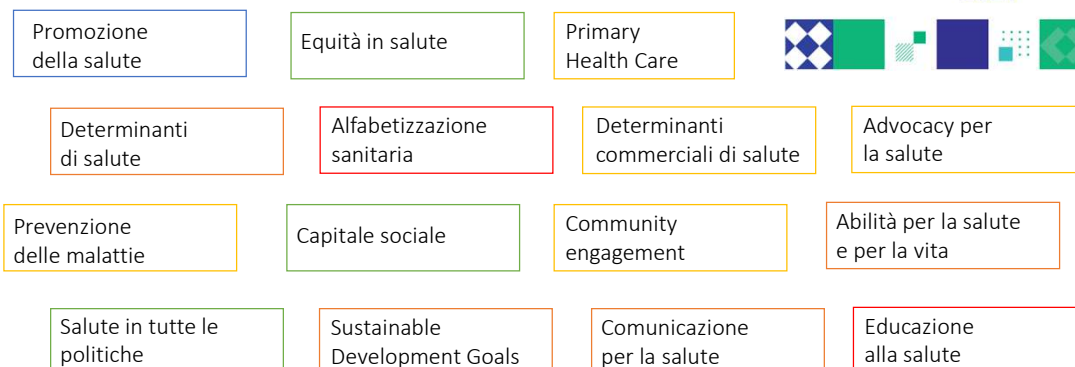 Promozione
della salute
Equità in salute
Primary
Health Care
Determinanti
di salute
Alfabetizzazione
sanitaria
Determinanti
commerciali di salute
Advocacy per
la salute
Prevenzione
delle malattie
Capitale sociale
Community
engagement
Abilità per la salute
e per la vita
Salute in tutte le
politiche
Sustainable
Development Goals
Comunicazione
per la salute
Educazione
alla salute